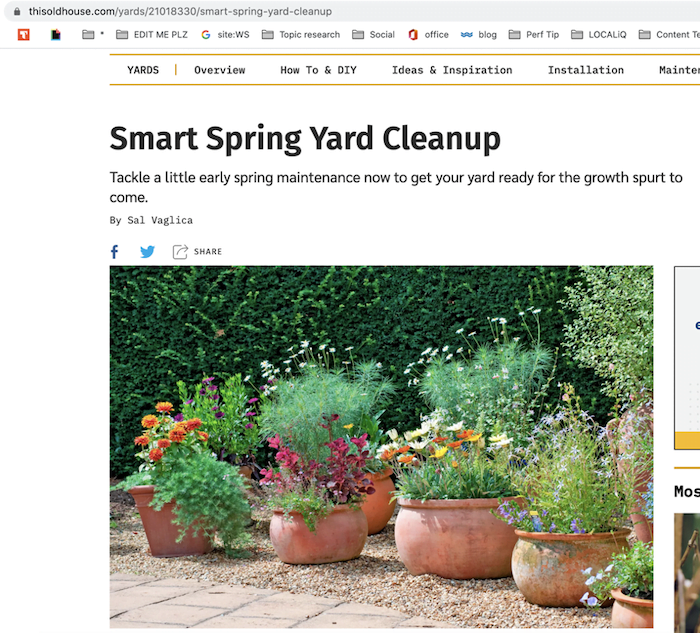 thisoldhouse.com/yards/21018330/smart-spring-yard-cleanup
* EDIT ME PLZ G site:WS Topic research Social office blog Perf Tip LOCALiQ Content Te
YARDS | Overview How To & DIY Ideas & Inspiration Installation Mainte
Smart Spring Yard Cleanup
Tackle a little early spring maintenance now to get your yard ready for the growth spurt to
come.
By Sal Vaglica
f SHARE
e
Mos